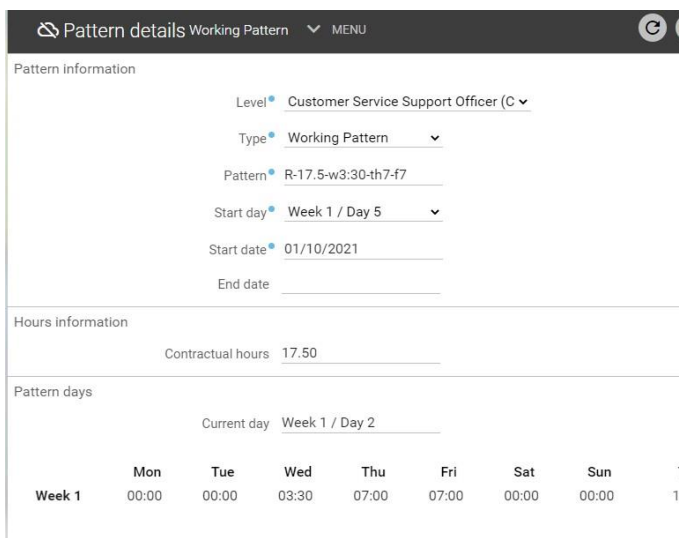 Pattern details Working Pattern MENU
Pattern information
Level Customer Service Support Officer (C
Type Working Pattern
Pattern R-17.5-w3:30-th7-f7
Start day Week 1 / Day 5
Start date 01/10/2021
End date
Hours information
Contractual hours 17.50
Pattern days
Current day Week 1 / Day 2
Mon Tue Wed Thu Fri Sat Sun
Week 1 00:00 00:00 03:30 07:00 07:00 00:00 00:00 1